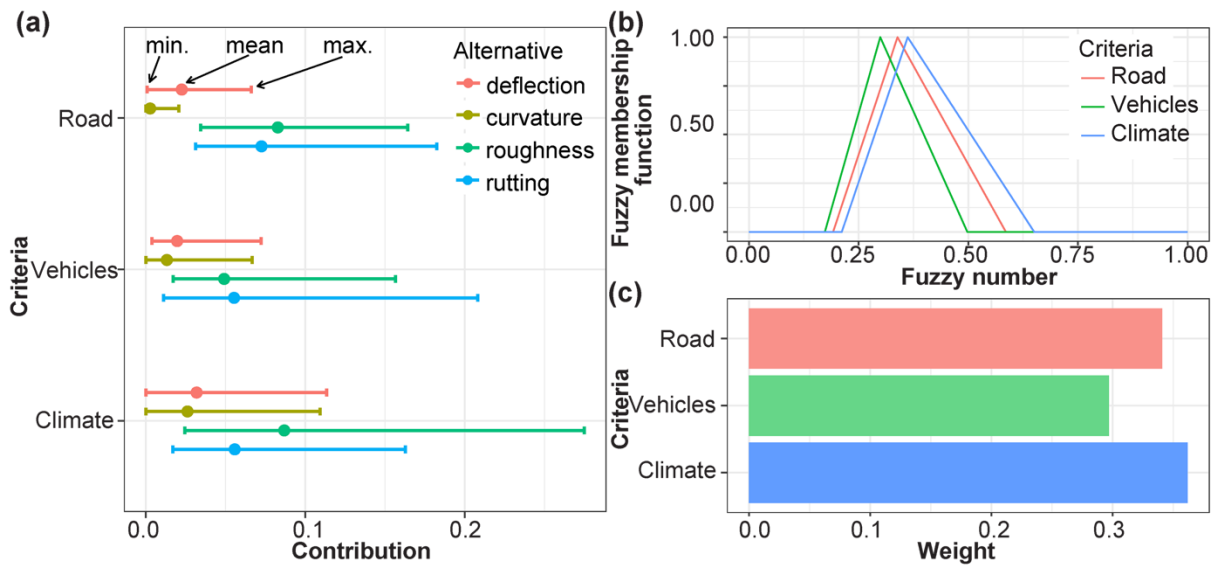 (a)
min. mean max.
Alternative
deflection
curvature
roughness
rutting
Road
Vehicles
Climate
Criteria
0.0 0.1 0.2
Contribution
(b)
Fuzzy membership
function
1.00
0.50
0.00
Criteria
Road
Vehicles
Climate
0.00 0.25 0.50 0.75 1.00
Fuzzy number
(c)
Criteria
Road
Vehicles
Climate
0.0 0.1 0.2 0.3
Weight